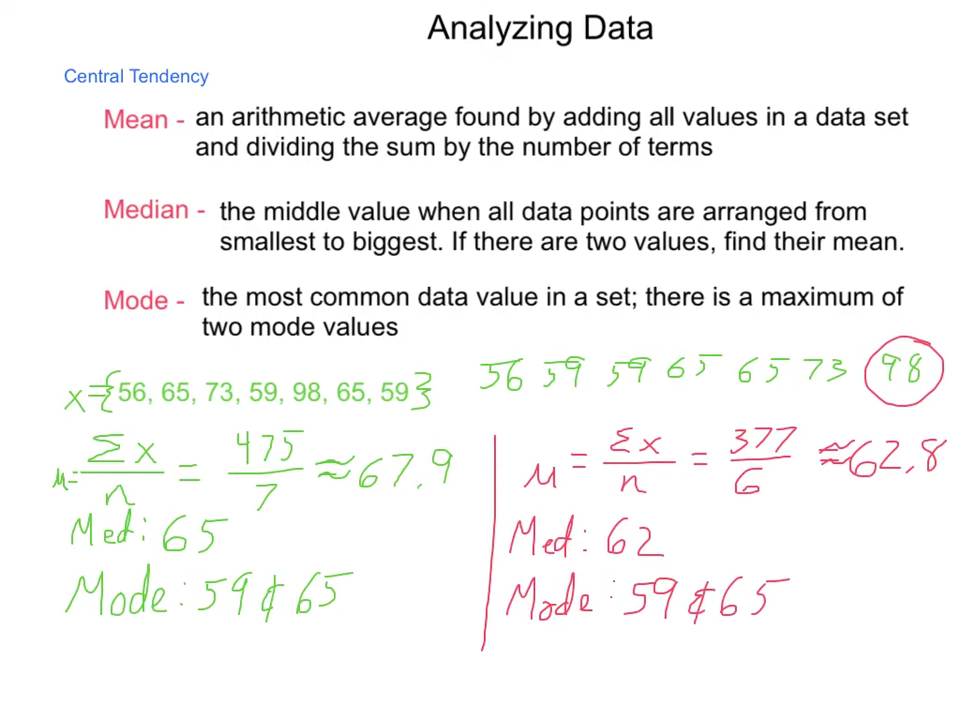 Analyzing Data
Central Tendency
Mean - an arithmetic average found by adding all values in a data set
and dividing the sum by the number of terms
Median - the middle value when all data points are arranged from
smallest to biggest. If there are two values, find their mean.
Mode - the most common data value in a set; there is a maximum of
two mode values
56 59 59 65 65 73 98
x={56, 65, 73, 59, 98, 65, 59}
μ= Σx/n = 475/7 ≈ 67.9
Med: 65
Mode: 59 & 65
μ = Σx/n = 377/6 ≈ 62.8
Med: 62
Mode: 59 & 65